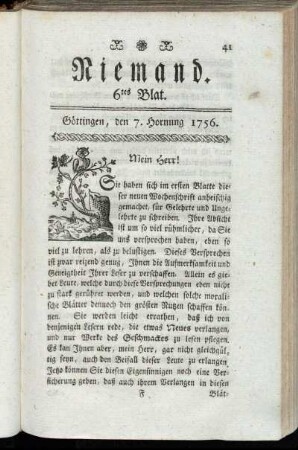 41
Niemand.
6tes Blat.
Göttingen, den 7. Hornung 1756.
Mein Herr!
Sie haben sich im ersten Blatte die-
ser neuen Wochenschrift anheischig
gemachet, für Gelehrte und Unge-
lehrte zu schreiben. Ihre Absicht
ist um so viel rühmlicher, da Sie
uns versprochen haben, eben so
viel zu lehren, als zu belustigen. Dieses Versprechen
ist zwar reizend genug, Ihnen die Aufmerksamkeit und
Geneigtheit Ihrer Leser zu verschaffen. Allein es gie-
bet Leute, welche durch diese Versprechungen eben nicht
zu stark gerühret werden, und welchen solche morali-
sche Blätter dennoch den größten Nutzen schaffen kön-
nen. Sie werden leicht errathen, daß ich von
denjenigen Lesern rede, die etwas Neues verlangen,
und nur Werke des Geschmackes zu lesen pflegen.
Es kan Ihnen aber, mein Herr, gar nicht gleichgül-
tig seyn, auch den Beifall dieser Leute zu erlangen
Jetzo können Sie diesen Eigensinnigen noch eine Ver-
sicherung geben, daß auch ihrem Verlangen in diesen
F Blät-